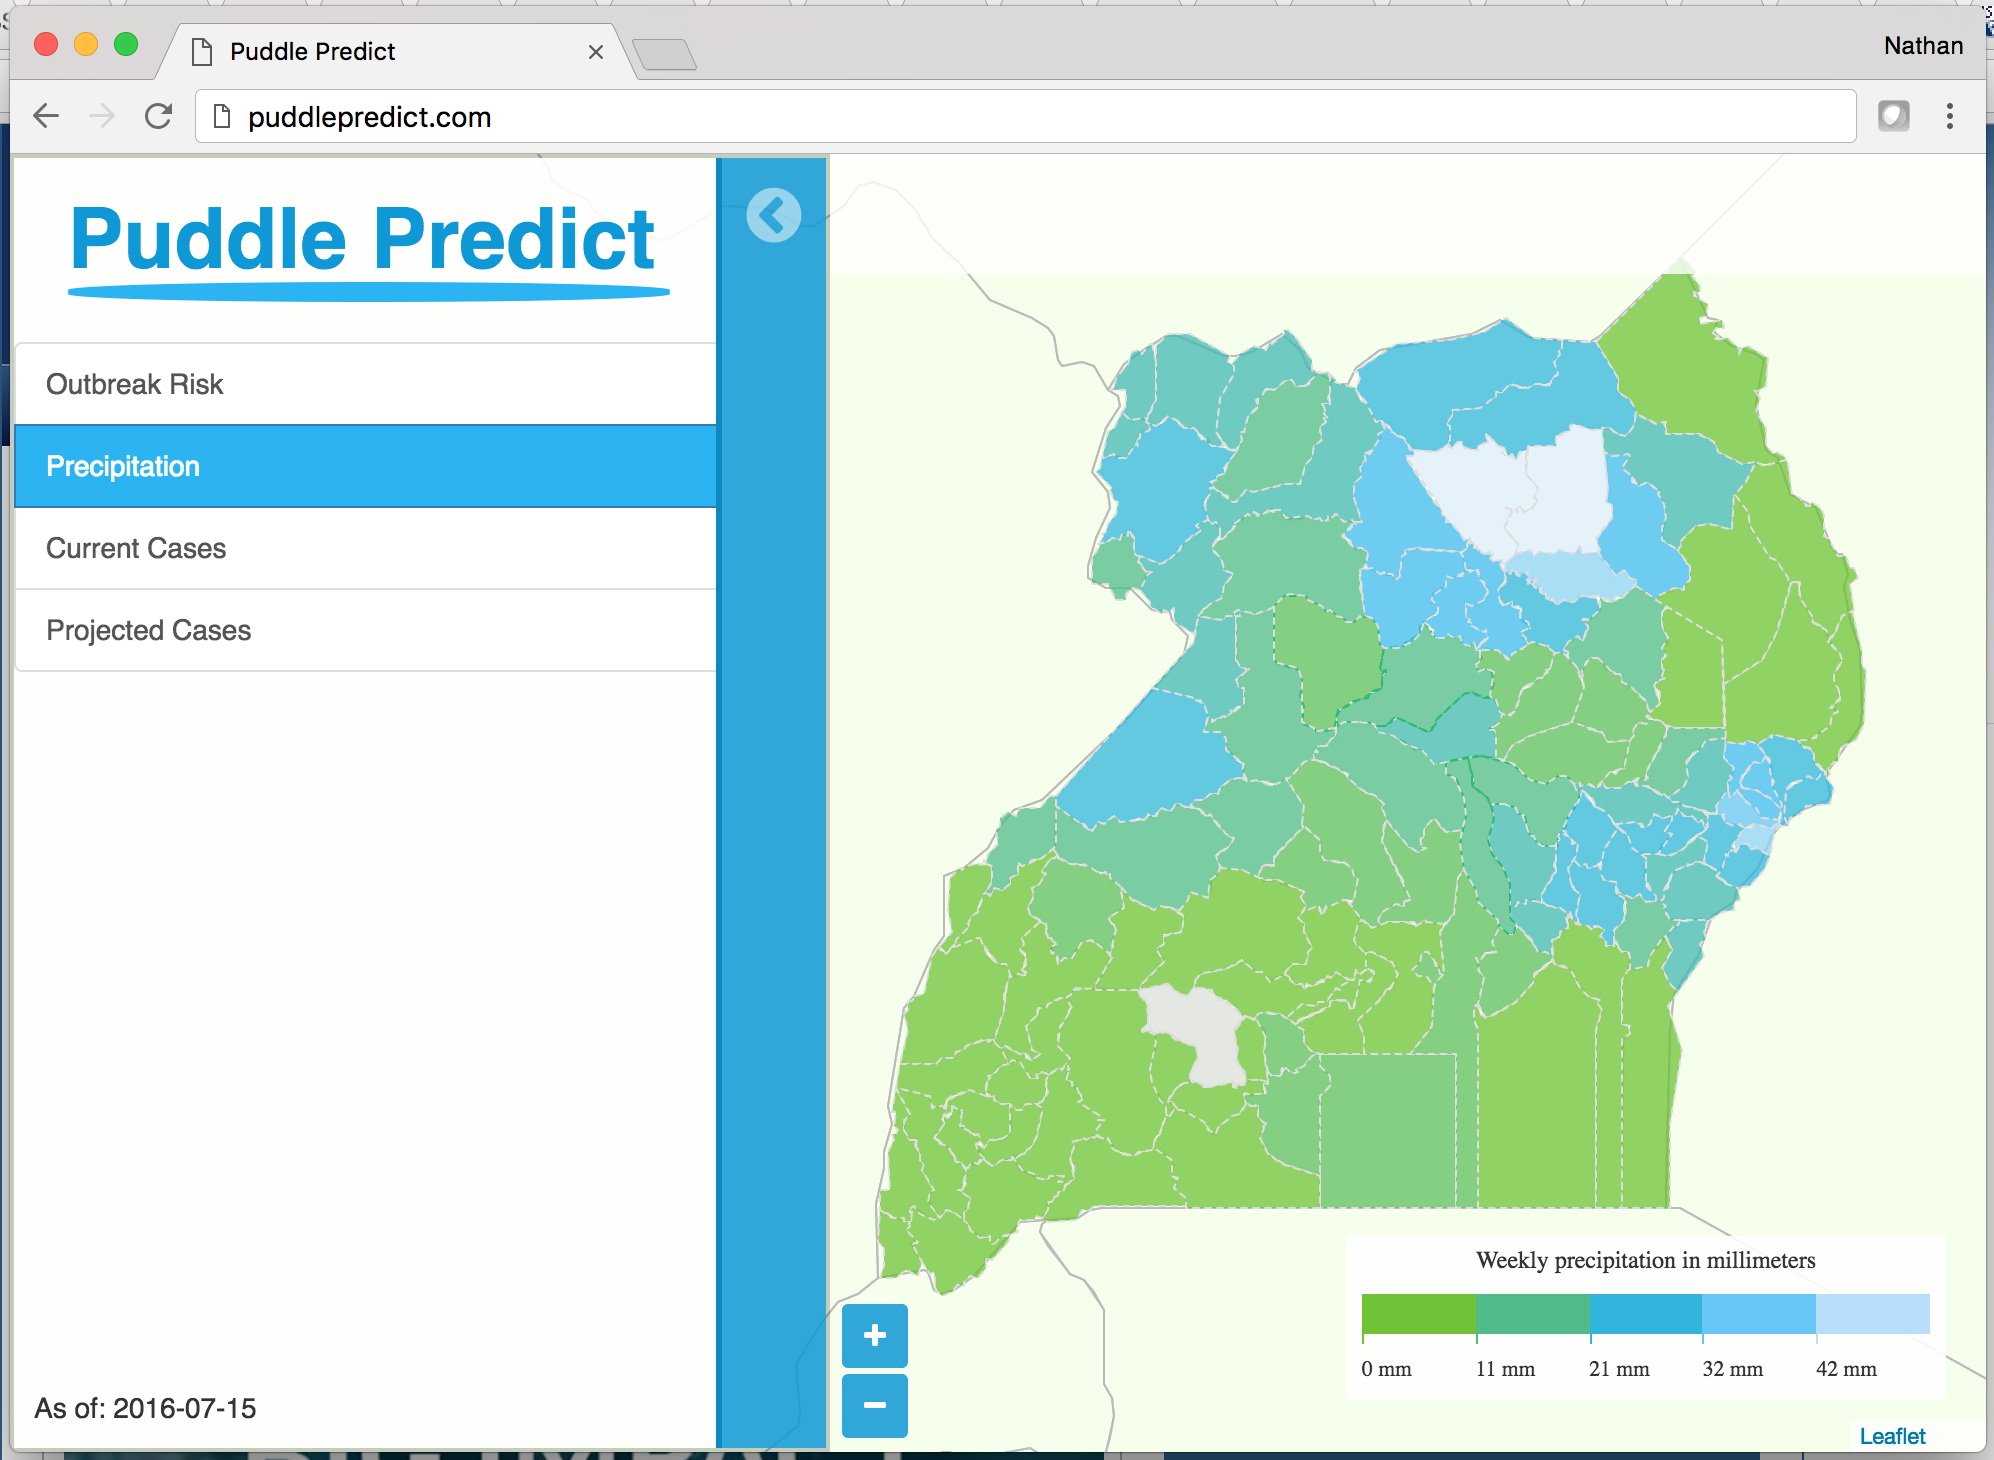 Puddle Predict
Nathan
puddlepredict.com
Puddle Predict
Outbreak Risk
Precipitation
Current Cases
Projected Cases
As of: 2016-07-15
+
−
Weekly precipitation in millimeters
0 mm 11 mm 21 mm 32 mm 42 mm
Leaflet